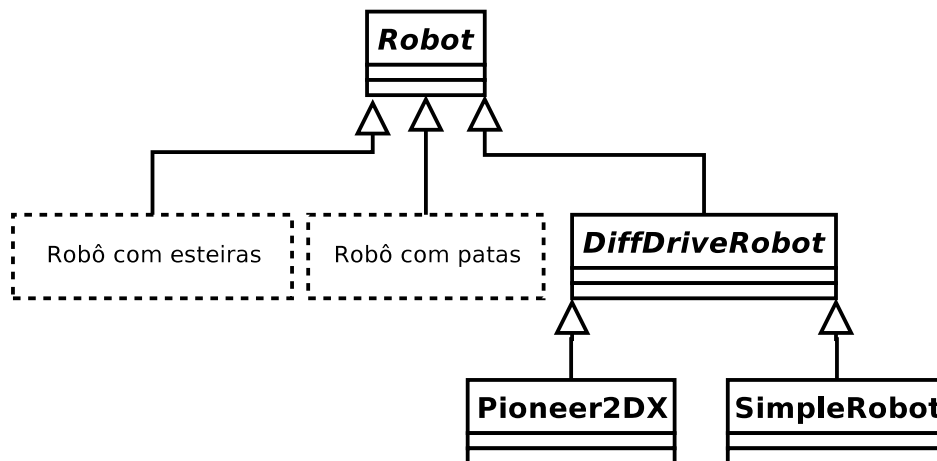 Robot
Robô com esteiras
Robô com patas
DiffDriveRobot
Pioneer2DX
SimpleRobot